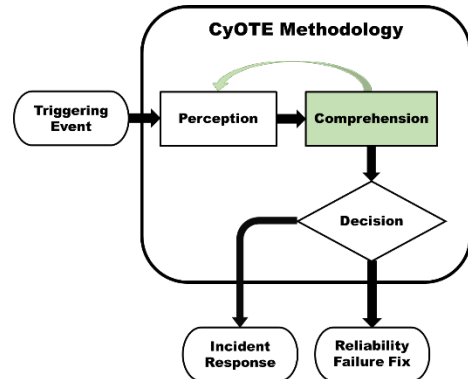 CyOTE Methodology
Triggering
Event
Perception
Comprehension
Decision
Incident
Response
Reliability
Failure Fix